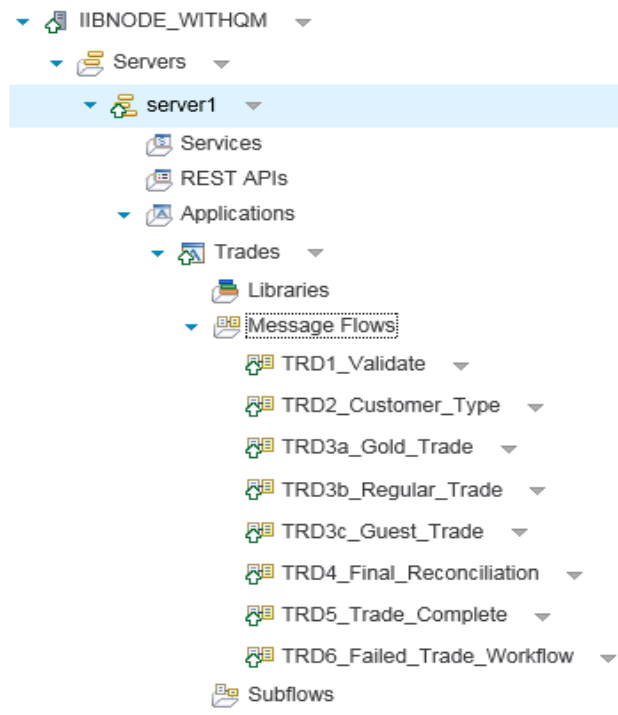 IIBNODE_WITHQM
Servers
server1
Services
REST APIs
Applications
Trades
Libraries
Message Flows
TRD1_Validate
TRD2_Customer_Type
TRD3a_Gold_Trade
TRD3b_Regular_Trade
TRD3c_Guest_Trade
TRD4_Final_Reconciliation
TRD5_Trade_Complete
TRD6_Failed_Trade_Workflow
Subflows